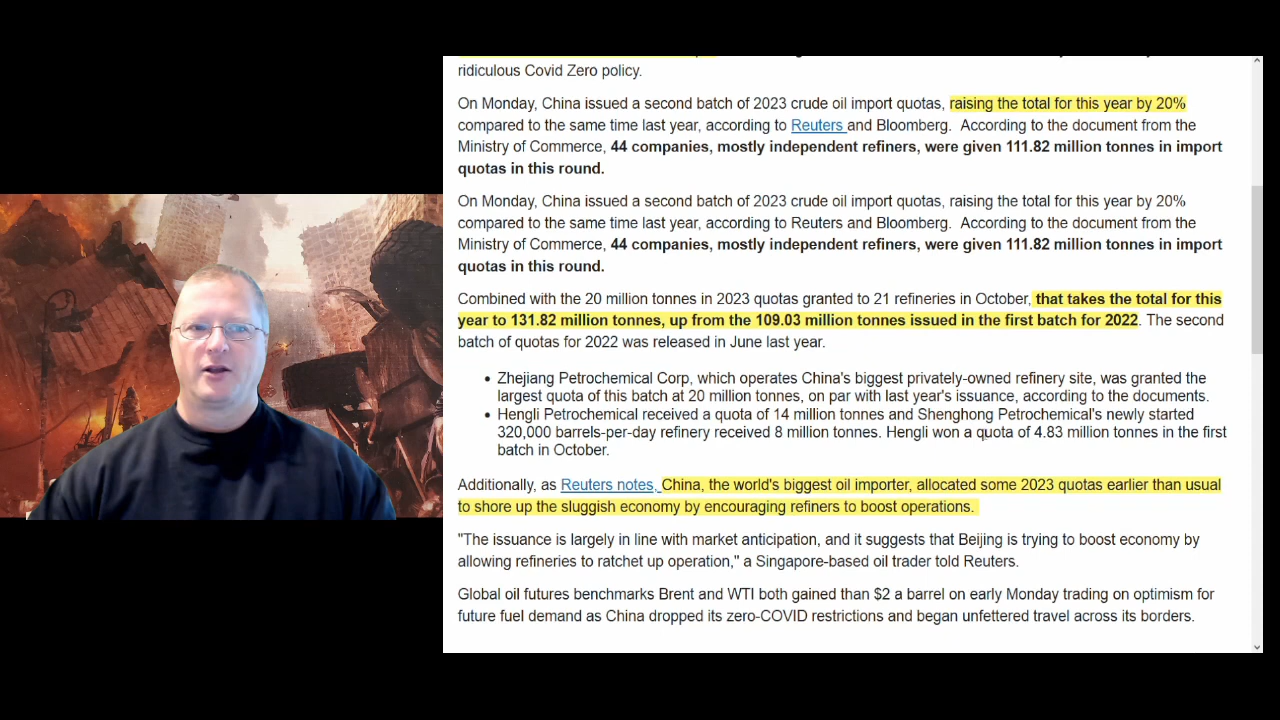 ridiculous Covid Zero policy.
On Monday, China issued a second batch of 2023 crude oil import quotas, raising the total for this year by 20%
compared to the same time last year, according to Reuters and Bloomberg. According to the document from the
Ministry of Commerce, 44 companies, mostly independent refiners, were given 111.82 million tonnes in import
quotas in this round.
On Monday, China issued a second batch of 2023 crude oil import quotas, raising the total for this year by 20%
compared to the same time last year, according to Reuters and Bloomberg. According to the document from the
Ministry of Commerce, 44 companies, mostly independent refiners, were given 111.82 million tonnes in import
quotas in this round.
Combined with the 20 million tonnes in 2023 quotas granted to 21 refineries in October, that takes the total for this
year to 131.82 million tonnes, up from the 109.03 million tonnes issued in the first batch for 2022. The second
batch of quotas for 2022 was released in June last year.
• Zhejiang Petrochemical Corp, which operates China's biggest privately-owned refinery site, was granted the
largest quota of this batch at 20 million tonnes, on par with last year's issuance, according to the documents.
• Hengli Petrochemical received a quota of 14 million tonnes and Shenghong Petrochemical's newly started
320,000 barrels-per-day refinery received 8 million tonnes. Hengli won a quota of 4.83 million tonnes in the first
batch in October.
Additionally, as Reuters notes, China, the world's biggest oil importer, allocated some 2023 quotas earlier than usual
to shore up the sluggish economy by encouraging refiners to boost operations.
"The issuance is largely in line with market anticipation, and it suggests that Beijing is trying to boost economy by
allowing refineries to ratchet up operation," a Singapore-based oil trader told Reuters.
Global oil futures benchmarks Brent and WTI both gained than $2 a barrel on early Monday trading on optimism for
future fuel demand as China dropped its zero-COVID restrictions and began unfettered travel across its borders.